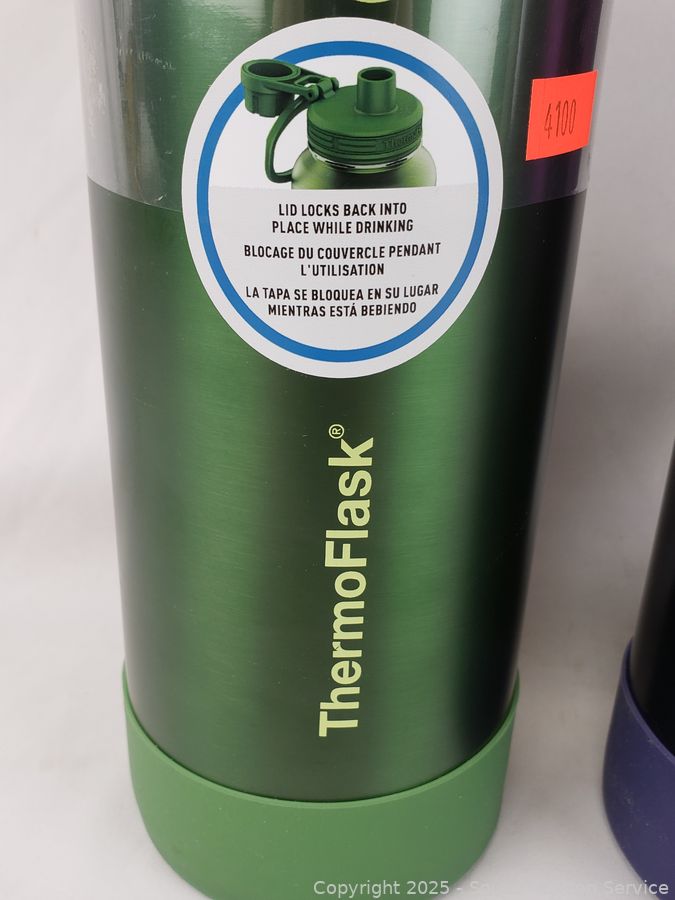 4100
LID LOCKS BACK INTO
PLACE WHILE DRINKING
BLOCAGE DU COUVERCLE PENDANT
L'UTILISATION
LA TAPA SE BLOQUEA EN SU LUGAR
MIENTRAS ESTÁ BEBIENDO
ThermoFlask®
Copyright 2025 - Service